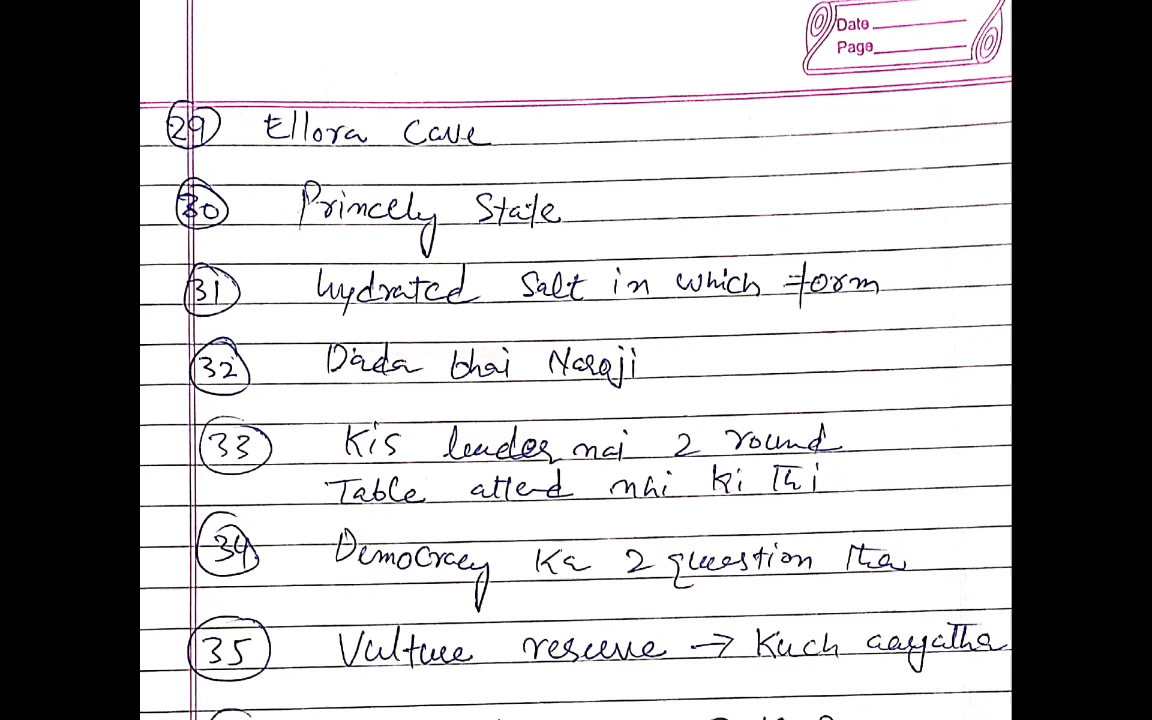 Date
Page
29 Ellora Cave
30 Princely State
31 hydrated Salt in which form
32 Dada bhai Naraji
33 Kis leader nai 2 round
Table attend nhi ki thi
34 Democracy Ka 2 question tha
35 Vulture rescue → Kuch aaya tha